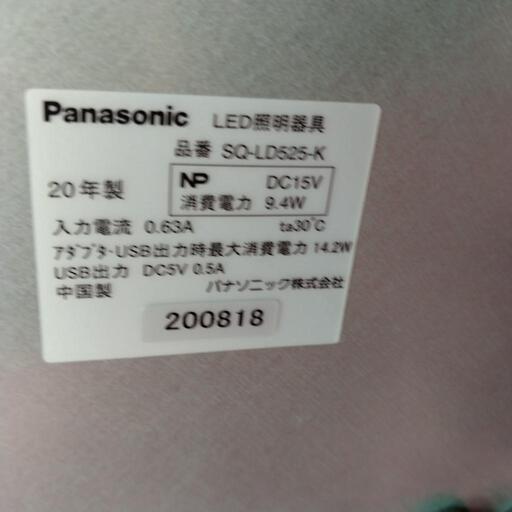 Panasonic LED照明器具
品番 SQ-LD525-K
20年製
NP DC15V
消費電力 9.4W
入力電流 0.63A ta30℃
アダプタ-USB出力時最大消費電力 14.2W
USB出力 DC5V 0.5A
中国製 パナソニック株式会社
200818